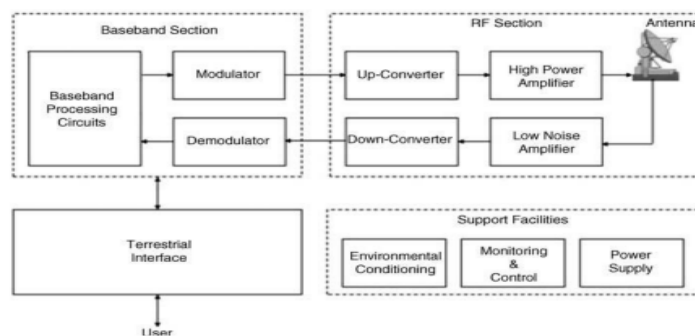 Baseband Section
RF Section
Antenna
Baseband
Processing
Circuits
Modulator
Up-Converter
High Power
Amplifier
Demodulator
Down-Converter
Low Noise
Amplifier
Terrestrial
Interface
User
Support Facilities
Environmental
Conditioning
Monitoring
&
Control
Power
Supply